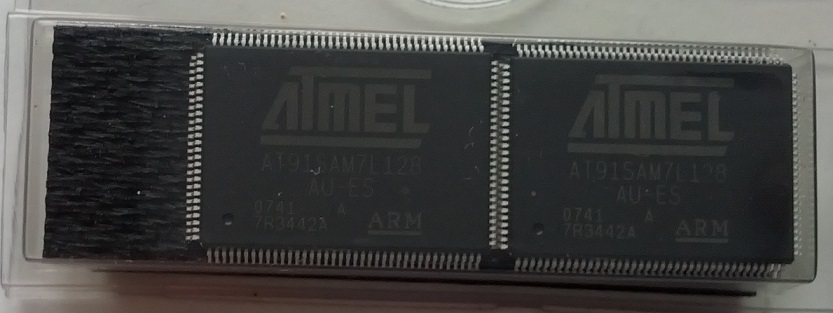 ATMEL
AT91SAM7L128
AU-ES
0741 A
7R3442A ARM
ATMEL
AT91SAM7L128
AU-ES
0741 A
7R3442A ARM